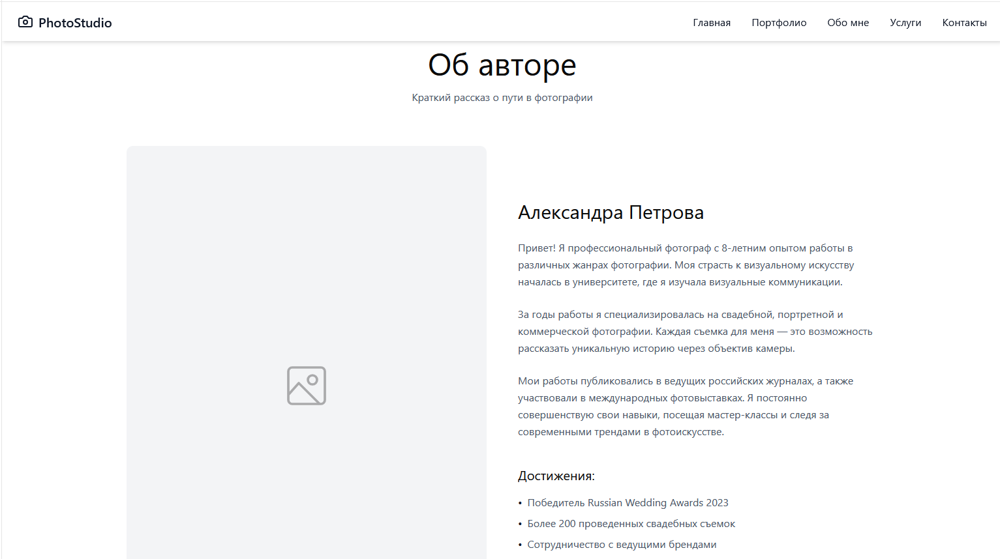 PhotoStudio
Главная Портфолио Обо мне Услуги Контакты
Об авторе
Краткий рассказ о пути в фотографии
Александра Петрова
Привет! Я профессиональный фотограф с 8-летним опытом работы в
различных жанрах фотографии. Моя страсть к визуальному искусству
началась в университете, где я изучала визуальные коммуникации.
За годы работы я специализировалась на свадебной, портретной и
коммерческой фотографии. Каждая съемка для меня — это возможность
рассказать уникальную историю через объектив камеры.
Мои работы публиковались в ведущих российских журналах, а также
участвовали в международных фотовыставках. Я постоянно
совершенствую свои навыки, посещая мастер-классы и следя за
современными трендами в фотоискусстве.
Достижения:
• Победитель Russian Wedding Awards 2023
• Более 200 проведенных свадебных съемок
• Сотрудничество с ведущими брендами